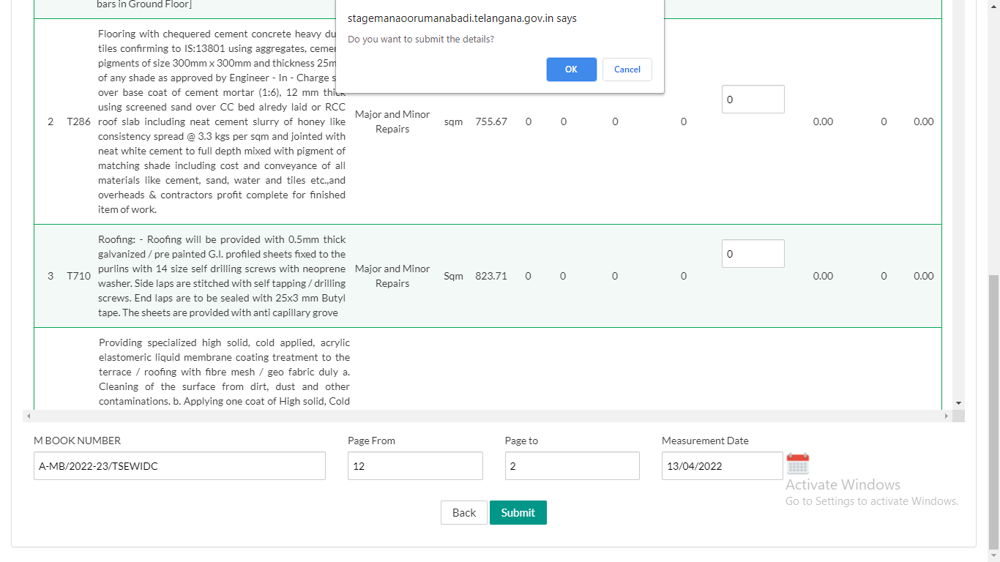 bars in Ground Floor]
stagemanaoorumanabadi.telangana.gov.in says
Do you want to submit the details?
OK
Cancel
Flooring with chequered cement concrete heavy du
tiles confirming to IS:13801 using aggregates, cemen
pigments of size 300mm x 300mm and thickness 25m
of any shade as approved by Engineer - In - Charge s
over base coat of cement mortar (1:6), 12 mm thick
using screened sand over CC bed alredy laid or RCC
2 T286 roof slab including neat cement slurry of honey like Major and Minor Repairs sqm 755.67 0 0 0 0 0 0.00 0 0.00
consistency spread @ 3.3 kgs per sqm and jointed with
neat white cement to full depth mixed with pigment of
matching shade including cost and conveyance of all
materials like cement, sand, water and tiles etc.,and
overheads & contractors profit complete for finished
item of work.
Roofing: - Roofing will be provided with 0.5mm thick
galvanized / pre painted G.I. profiled sheets fixed to the
purlins with 14 size self drilling screws with neoprene
3 T710 washer. Side laps are stitched with self tapping / drilling Major and Minor Repairs Sqm 823.71 0 0 0 0 0 0.00 0 0.00
screws. End laps are to be sealed with 25x3 mm Butyl
tape. The sheets are provided with anti capillary grove
Providing specialized high solid, cold applied, acrylic
elastomeric liquid membrane coating treatment to the
terrace / roofing with fibre mesh / geo fabric duly a.
Cleaning of the surface from dirt, dust and other
contaminations. b. Applying one coat of High solid, Cold
M BOOK NUMBER Page From Page to Measurement Date
A-MB/2022-23/TSEWIDC 12 2 13/04/2022
Activate Windows
Go to Settings to activate Windows.
Back Submit